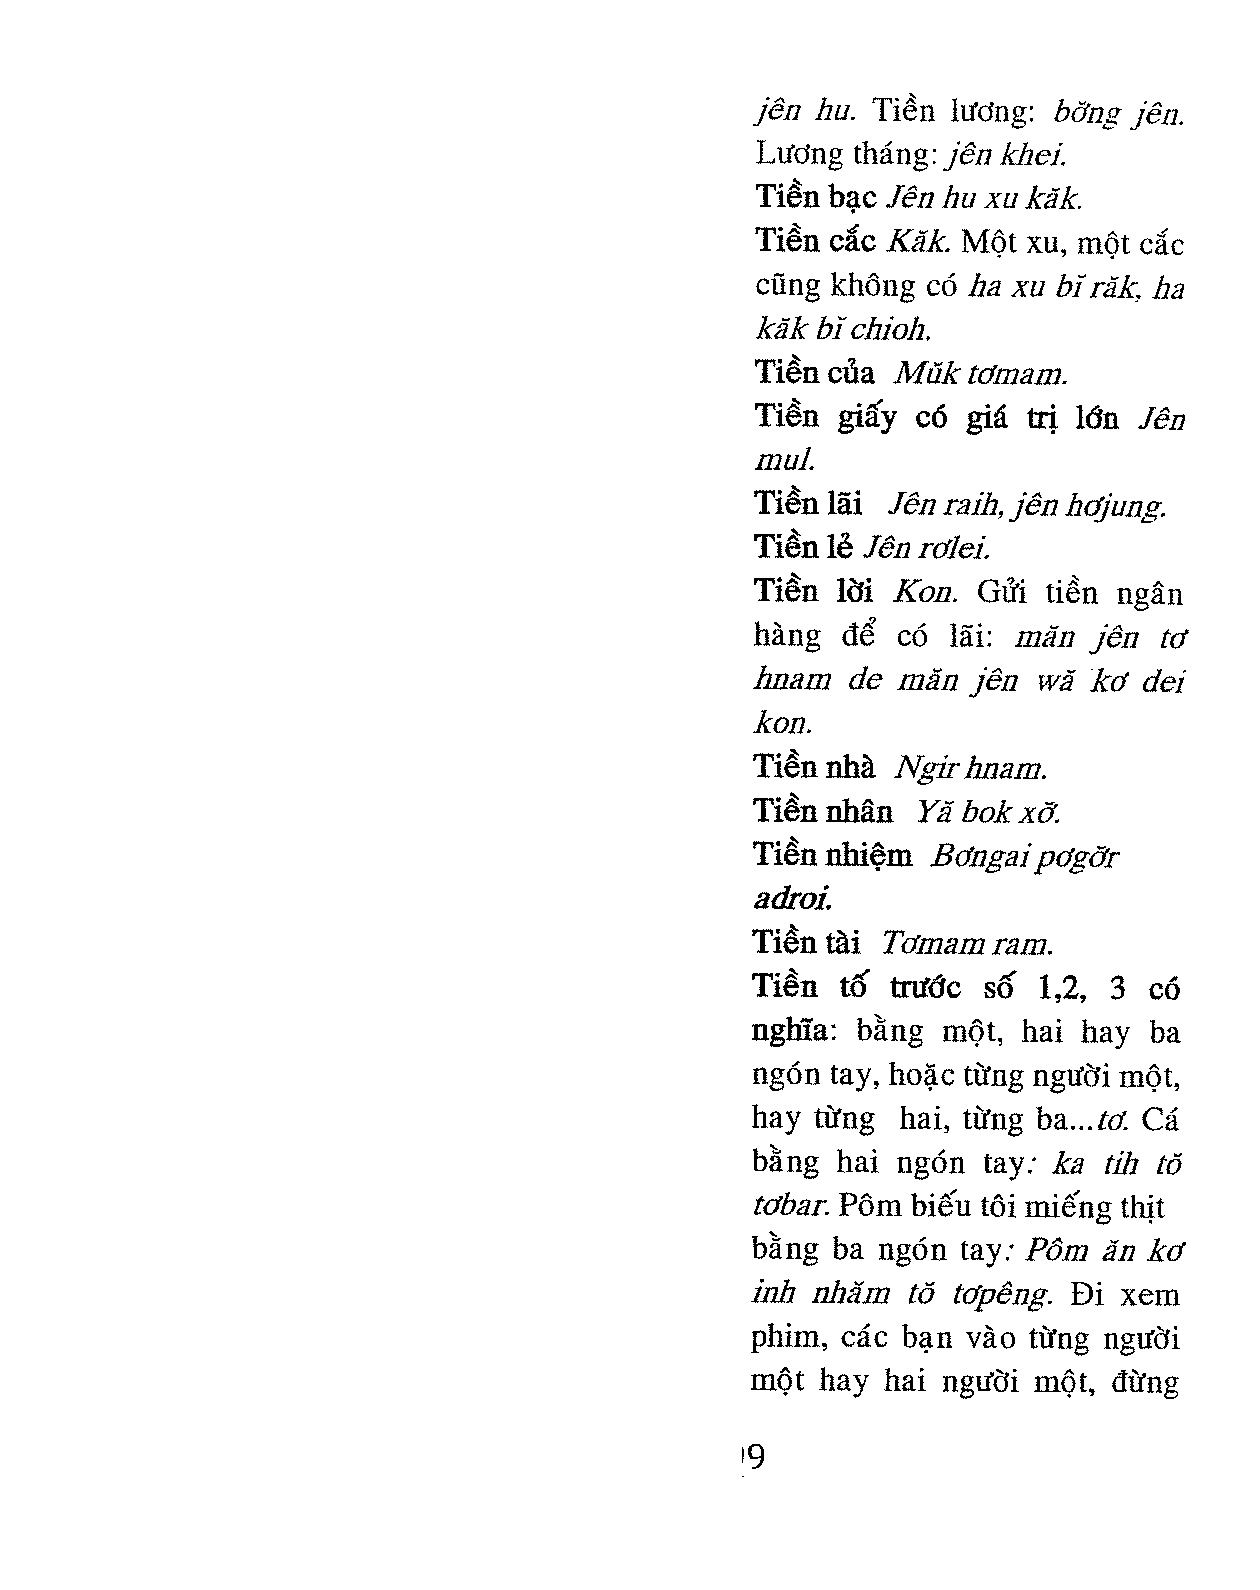 jên hu. Tiền lương: bơ̆ng jên.
Lương tháng: jên khei.
Tiền bạc Jên hu xu kăk.
Tiền cắc Kăk. Một xu, một cắc
cũng không có ha xu bĭ răk, ha
kăk bĭ chioh.
Tiền của Mŭk tơmam.
Tiền giấy có giá trị lớn Jên
mul.
Tiền lãi Jên raih, jên hơjung.
Tiền lẻ Jên rơlei.
Tiền lời Kon. Gửi tiền ngân
hàng để có lãi: măn jên tơ
hnam de măn jên wă kơ dei
kon.
Tiền nhà Ngir hnam.
Tiền nhân Yă bok xơ̆.
Tiền nhiệm Bơngai pơgơ̆r
adroi.
Tiền tài Tơmam ram.
Tiền tố trước số 1,2, 3 có
nghĩa: bằng một, hai hay ba
ngón tay, hoặc từng người một,
hay từng hai, từng ba...tơ. Cá
bằng hai ngón tay: ka tih tŏ
tơbar. Pôm biếu tôi miếng thịt
bằng ba ngón tay: Pôm ăn kơ
inh nhăm tŏ tơpêng. Đi xem
phim, các bạn vào từng người
một hay hai người một, đừng
9